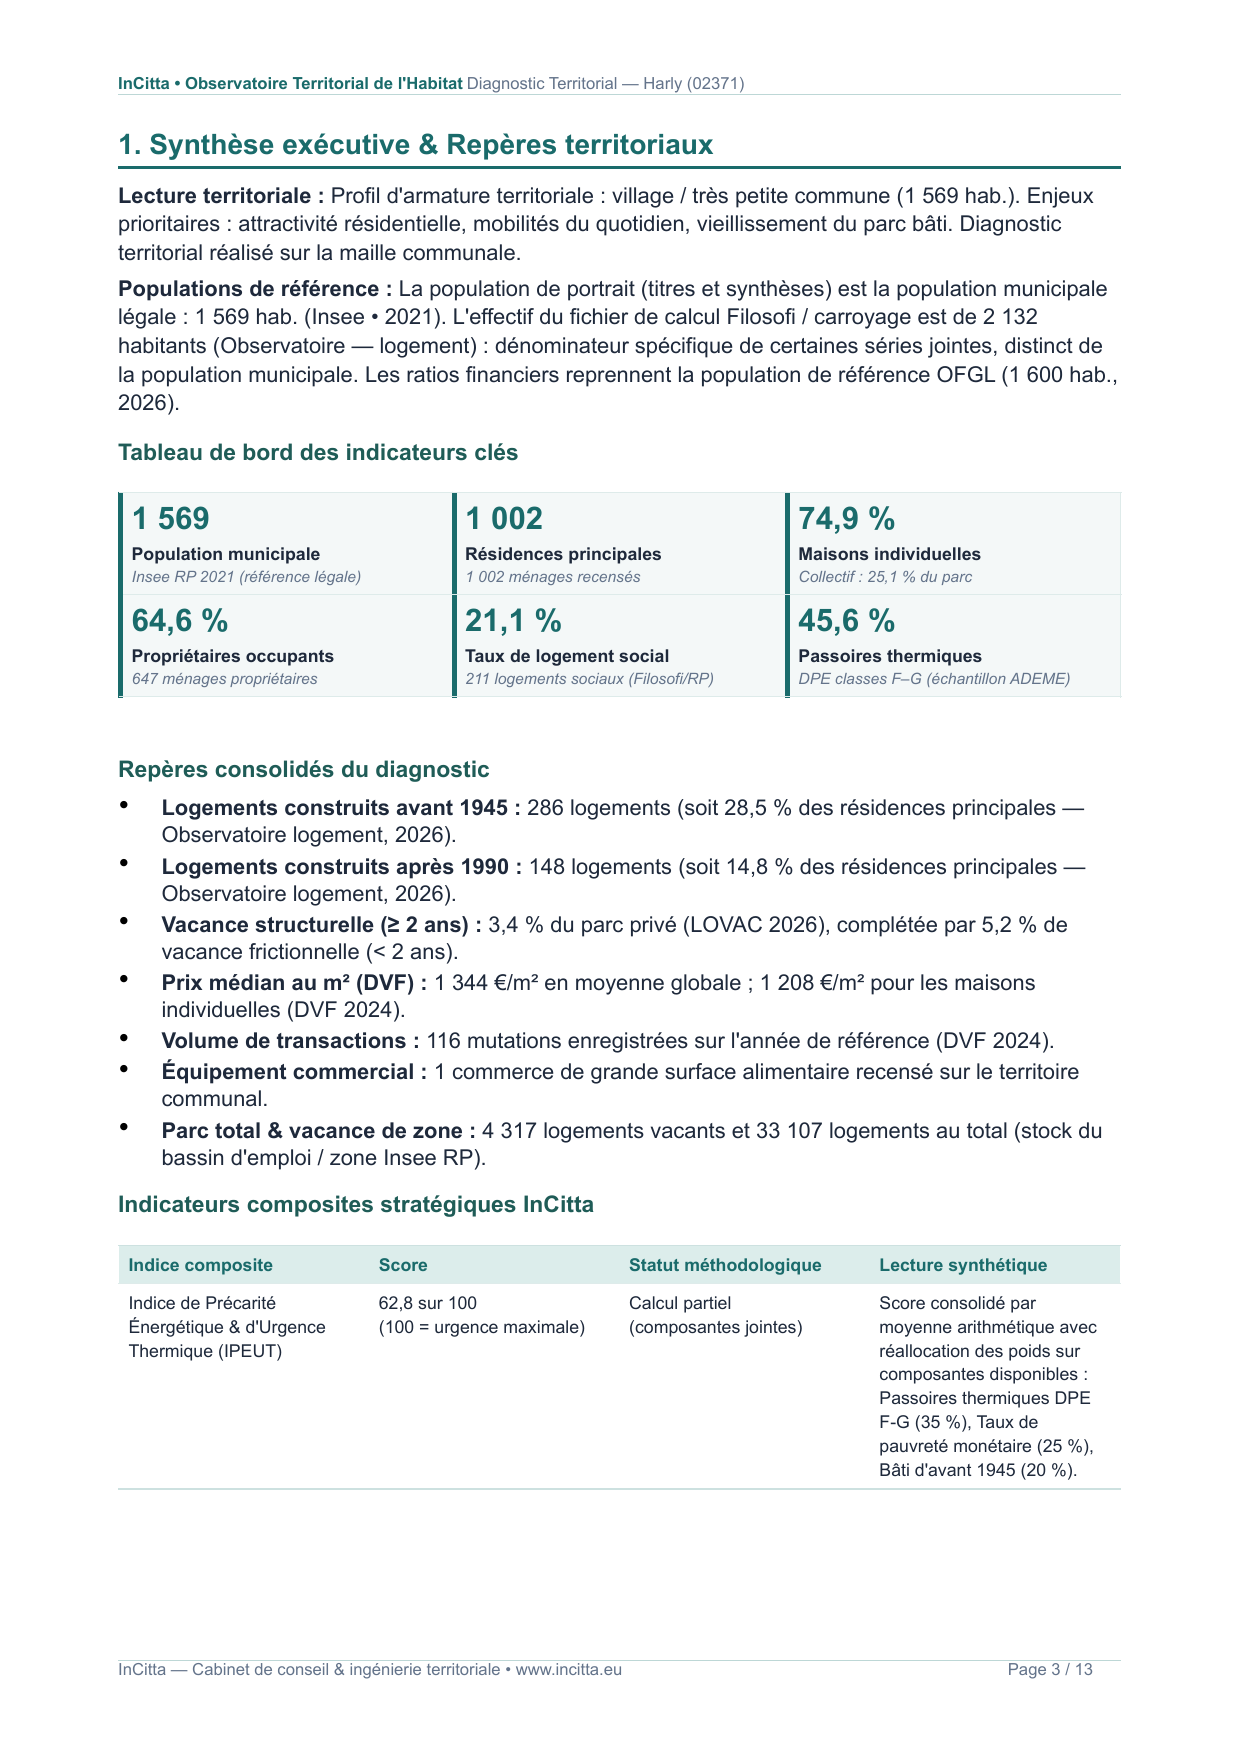 InCitta • Observatoire Territorial de l'Habitat Diagnostic Territorial — Harly (02371)
1. Synthèse exécutive & Repères territoriaux
Lecture territoriale : Profil d'armature territoriale : village / très petite commune (1 569 hab.). Enjeux
prioritaires : attractivité résidentielle, mobilités du quotidien, vieillissement du parc bâti. Diagnostic
territorial réalisé sur la maille communale.
Populations de référence : La population de portrait (titres et synthèses) est la population municipale
légale : 1 569 hab. (Insee • 2021). L'effectif du fichier de calcul Filosofi / carroyage est de 2 132
habitants (Observatoire — logement) : dénominateur spécifique de certaines séries jointes, distinct de
la population municipale. Les ratios financiers reprennent la population de référence OFGL (1 600 hab.,
2026).
Tableau de bord des indicateurs clés
1 569
Population municipale
Insee RP 2021 (référence légale)
1 002
Résidences principales
1 002 ménages recensés
74,9 %
Maisons individuelles
Collectif : 25,1 % du parc
64,6 %
Propriétaires occupants
647 ménages propriétaires
21,1 %
Taux de logement social
211 logements sociaux (Filosofi/RP)
45,6 %
Passoires thermiques
DPE classes F–G (échantillon ADEME)
Repères consolidés du diagnostic
• Logements construits avant 1945 : 286 logements (soit 28,5 % des résidences principales —
Observatoire logement, 2026).
• Logements construits après 1990 : 148 logements (soit 14,8 % des résidences principales —
Observatoire logement, 2026).
• Vacance structurelle (≥ 2 ans) : 3,4 % du parc privé (LOVAC 2026), complétée par 5,2 % de
vacance frictionnelle (< 2 ans).
• Prix médian au m² (DVF) : 1 344 €/m² en moyenne globale ; 1 208 €/m² pour les maisons
individuelles (DVF 2024).
• Volume de transactions : 116 mutations enregistrées sur l'année de référence (DVF 2024).
• Équipement commercial : 1 commerce de grande surface alimentaire recensé sur le territoire
communal.
• Parc total & vacance de zone : 4 317 logements vacants et 33 107 logements au total (stock du
bassin d'emploi / zone Insee RP).
Indicateurs composites stratégiques InCitta
Indice composite
Score
Statut méthodologique
Lecture synthétique
Indice de Précarité
Énergétique & d'Urgence
Thermique (IPEUT)
62,8 sur 100
(100 = urgence maximale)
Calcul partiel
(composantes jointes)
Score consolidé par
moyenne arithmétique avec
réallocation des poids sur
composantes disponibles :
Passoires thermiques DPE
F-G (35 %), Taux de
pauvreté monétaire (25 %),
Bâti d'avant 1945 (20 %).
InCitta — Cabinet de conseil & ingénierie territoriale • www.incitta.eu
Page 3 / 13